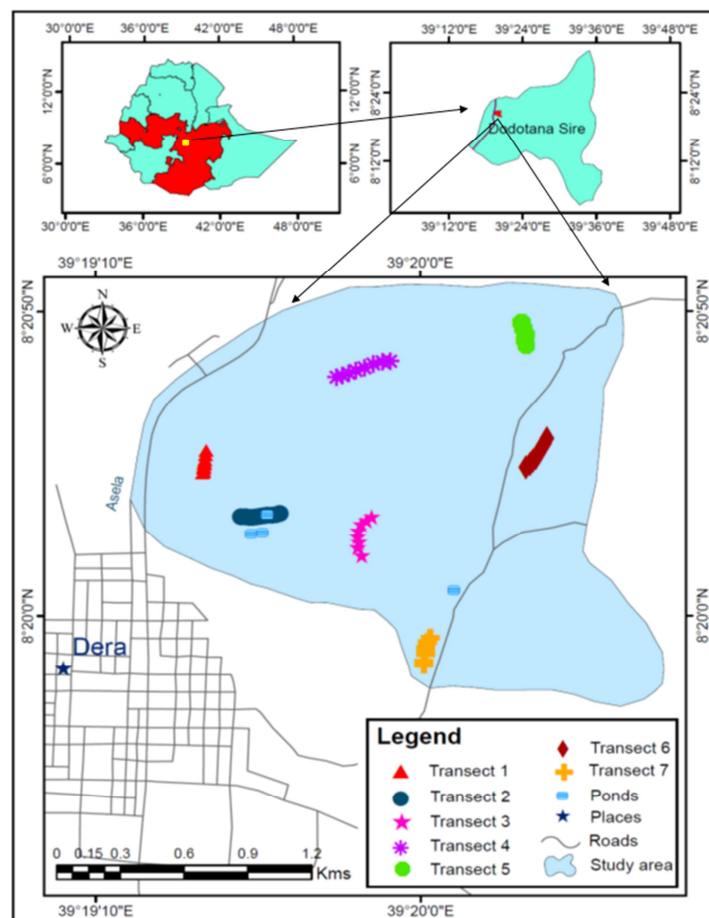 30°0'0"E 36°0'0"E 42°0'0"E 48°0'0"E
12°0'0"N
6°0'0"N
12°0'0"N
6°0'0"N
30°0'0"E 36°0'0"E 42°0'0"E 48°0'0"E
39°12'0"E 39°24'0"E 39°36'0"E 39°48'0"E
8°24'0"N
8°12'0"N
8°24'0"N
8°12'0"N
Dodotana Sire
39°12'0"E 39°24'0"E 39°36'0"E 39°48'0"E
39°19'10"E 39°20'0"E
8°20'50"N
8°20'50"N
N
W E
S
Asela
8°20'0"N
8°20'0"N
Dera
Legend
Transect 1
Transect 2
Transect 3
Transect 4
Transect 5
Transect 6
Transect 7
Ponds
Places
Roads
Study area
0 0.15 0.3 0.6 0.9 1.2
Kms
39°19'10"E 39°20'0"E